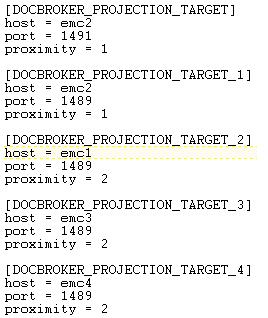 [DOCBROKER_PROJECTION_TARGET]
host = emc2
port = 1491
proximity = 1
[DOCBROKER_PROJECTION_TARGET_1]
host = emc2
port = 1489
proximity = 1
[DOCBROKER_PROJECTION_TARGET_2]
host = emc1
port = 1489
proximity = 2
[DOCBROKER_PROJECTION_TARGET_3]
host = emc3
port = 1489
proximity = 2
[DOCBROKER_PROJECTION_TARGET_4]
host = emc4
port = 1489
proximity = 2